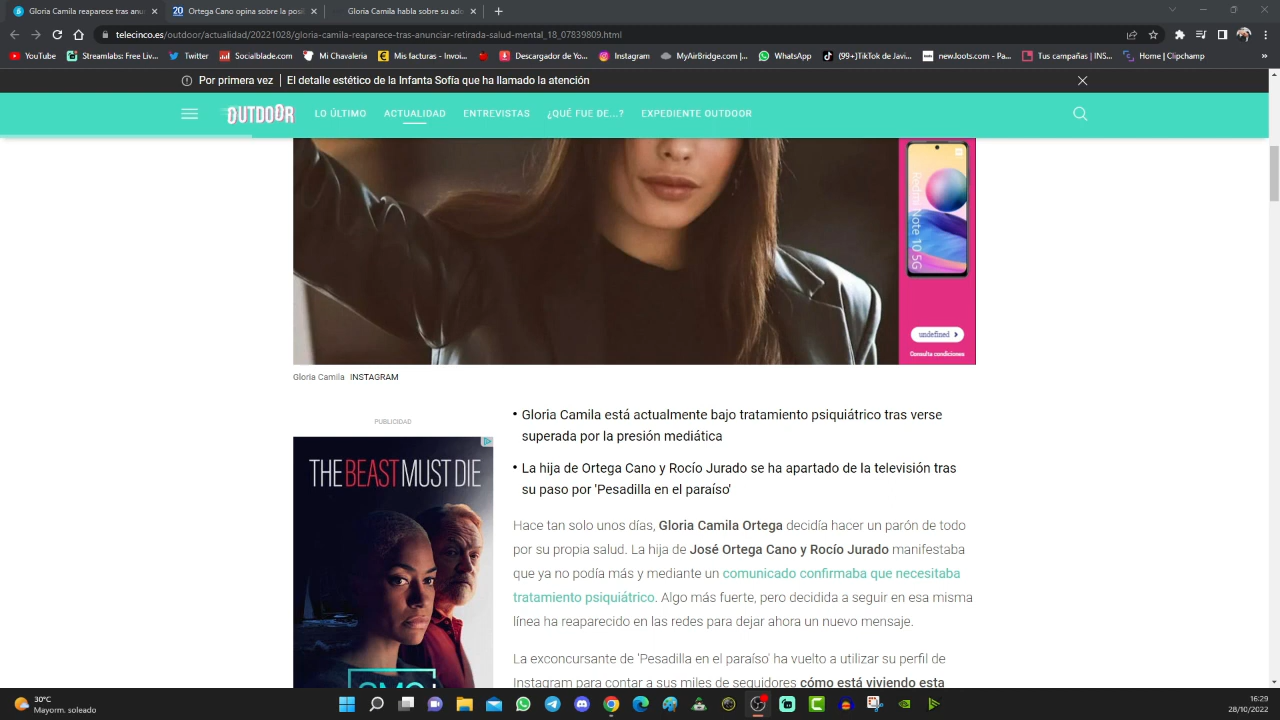 Gloria Camila reaparece tras anun
Ortega Cano opina sobre la posi
Gloria Camila habla sobre su ado
telecinco.es/outdoor/actualidad/20221028/gloria-camila-reaparece-tras-anunciar-retirada-salud-mental_18_07839809.html
YouTube
Streamlabs: Free Liv...
Twitter
Mi Chavaleria
Mis facturas - Invoi...
Descargador de Yo...
Instagram
MyAirBridge.com |...
WhatsApp
(99+)TikTok de Javi...
newJoots.com - Pa...
Tus campañas | INS...
Home | Clipchamp
Por primera vez... | El detalle estético de la Infanta Sofía que ha llamado la atención
OUTDOOR
LO ÚLTIMO
ACTUALIDAD
ENTREVISTAS
¿QUÉ FUE DE...?
EXPEDIENTE OUTDOOR
Redmi Note 10 5G
undefined
Consulta condiciones
Gloria Camila INSTAGRAM
PUBLICIDAD
THE BEAST MUST DIE
• Gloria Camila está actualmente bajo tratamiento psiquiátrico tras verse
superada por la presión mediática
• La hija de Ortega Cano y Rocío Jurado se ha apartado de la televisión tras
su paso por 'Pesadilla en el paraíso'
Hace tan solo unos días, Gloria Camila Ortega decidía hacer un parón de todo
por su propia salud. La hija de José Ortega Cano y Rocío Jurado manifestaba
que ya no podía más y mediante un comunicado confirmaba que necesitaba
tratamiento psiquiátrico. Algo más fuerte, pero decidida a seguir en esa misma
línea ha reaparecido en las redes para dejar ahora un nuevo mensaje.
La exconcursante de 'Pesadilla en el paraíso' ha vuelto a utilizar su perfil de
Instagram para contar a sus miles de seguidores cómo está viviendo esta
30°C
Mayorm. soleado
16:29
28/10/2022